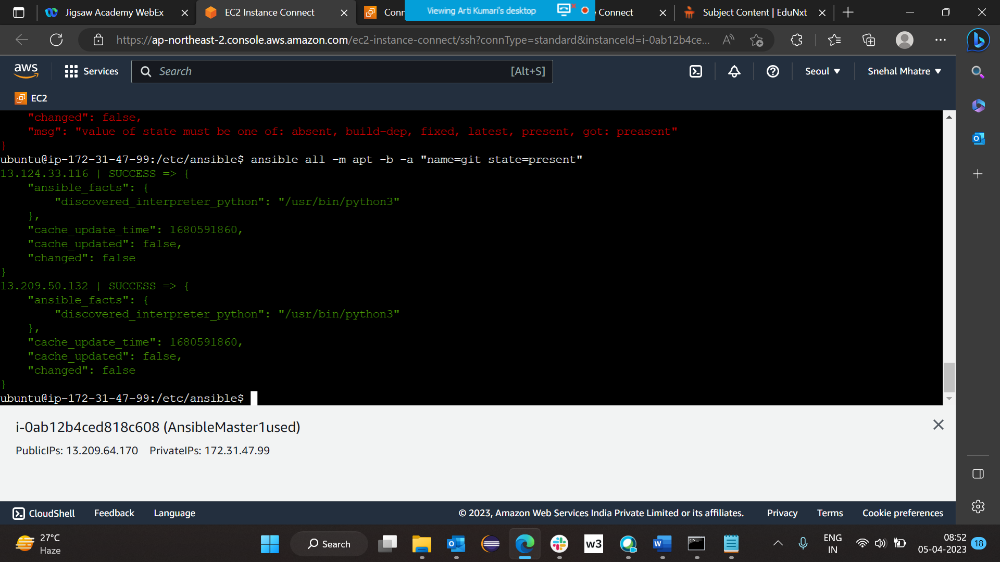 Jigsaw Academy WebEx
EC2 Instance Connect
Conn
Viewing Arti Kumari's desktop
Connect
Subject Content | EduNxt
https://ap-northeast-2.console.aws.amazon.com/ec2-instance-connect/ssh?connType=standard&instanceId=i-0ab12b4ce...
aws
Services
Search
[Alt+S]
Seoul
Snehal Mhatre
EC2
"changed": false,
"msg": "value of state must be one of: absent, build-dep, fixed, latest, present, got: preasent"
}
ubuntu@ip-172-31-47-99:/etc/ansible$ ansible all -m apt -b -a "name=git state=present"
13.124.33.116 | SUCCESS => {
"ansible_facts": {
"discovered_interpreter_python": "/usr/bin/python3"
},
"cache_update_time": 1680591860,
"cache_updated": false,
"changed": false
}
13.209.50.132 | SUCCESS => {
"ansible_facts": {
"discovered_interpreter_python": "/usr/bin/python3"
},
"cache_update_time": 1680591860,
"cache_updated": false,
"changed": false
}
ubuntu@ip-172-31-47-99:/etc/ansible$
i-0ab12b4ced818c608 (AnsibleMaster1used)
PublicIPs: 13.209.64.170 PrivateIPs: 172.31.47.99
CloudShell
Feedback
Language
© 2023, Amazon Web Services India Private Limited or its affiliates.
Privacy
Terms
Cookie preferences
27°C
Haze
Search
w3
ENG
IN
08:52
05-04-2023
18